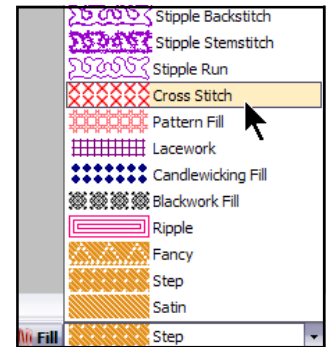 Stipple Backstitch
Stipple Stemstitch
Stipple Run
Cross Stitch
Pattern Fill
Lacework
Candlewicking Fill
Blackwork Fill
Ripple
Fancy
Step
Satin
Fill Step